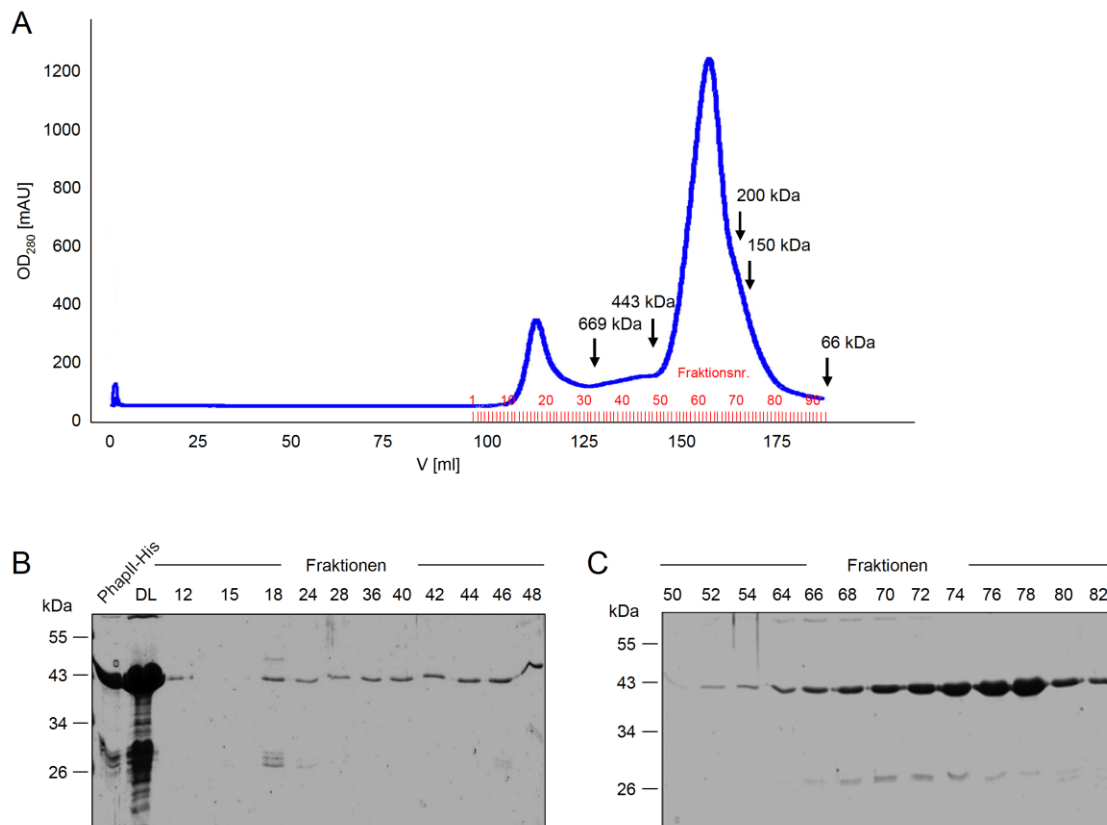 A
OD280 [mAU]
1200
1000
800
600
400
200
0
200 kDa
150 kDa
443 kDa
669 kDa
66 kDa
Fraktionsnr.
1 10 20 30 40 50 60 70 80 90
0 25 50 75 100 125 150 175
V [ml]
B
PhapII-His
DL
Fraktionen
12 15 18 24 28 36 40 42 44 46 48
kDa
55
43
34
26
C
Fraktionen
50 52 54 64 66 68 70 72 74 76 78 80 82
kDa
55
43
34
26